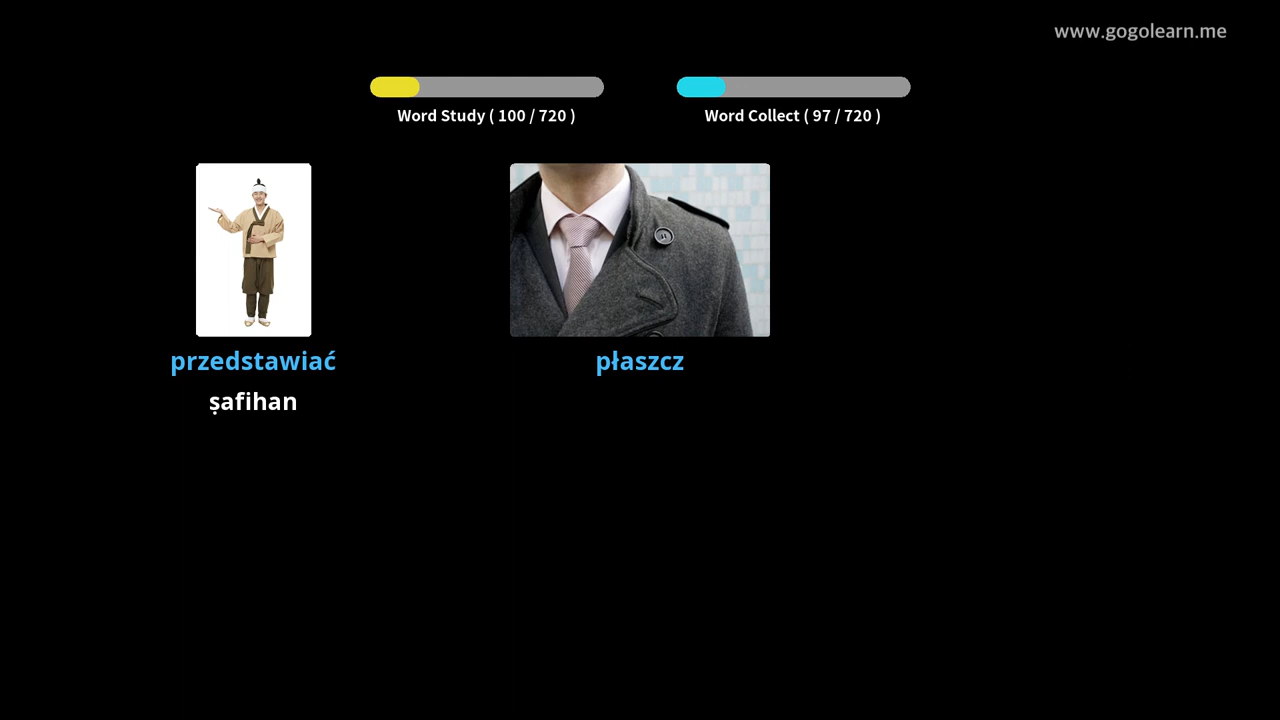 www.gogolearn.me
Word Study ( 100 / 720 )
Word Collect ( 97 / 720 )
przedstawiać
ṣafihan
płaszcz